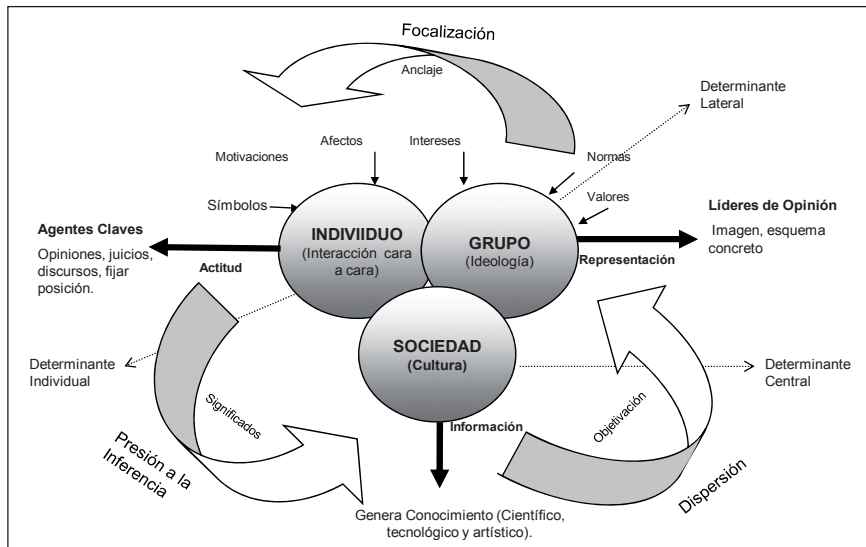 Focalización
Anclaje
Determinante
Lateral
Afectos
Intereses
Motivaciones
Normas
Símbolos
Valores
Agentes Claves
Opiniones, juicios,
discursos, fijar
posición.
Actitud
INDIVIIDUO
(Interacción cara
a cara)
GRUPO
(Ideología)
Líderes de Opinión
Imagen, esquema
concreto
Representación
SOCIEDAD
(Cultura)
Determinante
Individual
Determinante
Central
Significados
Presión a la
Inferencia
Información
Objetivación
Dispersión
Genera Conocimiento (Científico,
tecnológico y artístico).